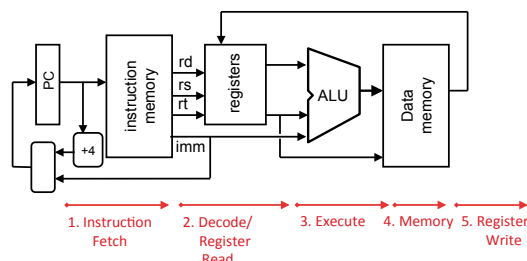 PC
+4
instruction
memory
rd
rs
rt
imm
registers
ALU
Data
memory
1. Instruction
Fetch
2. Decode/
Register
Read
3. Execute
4. Memory
5. Register
Write